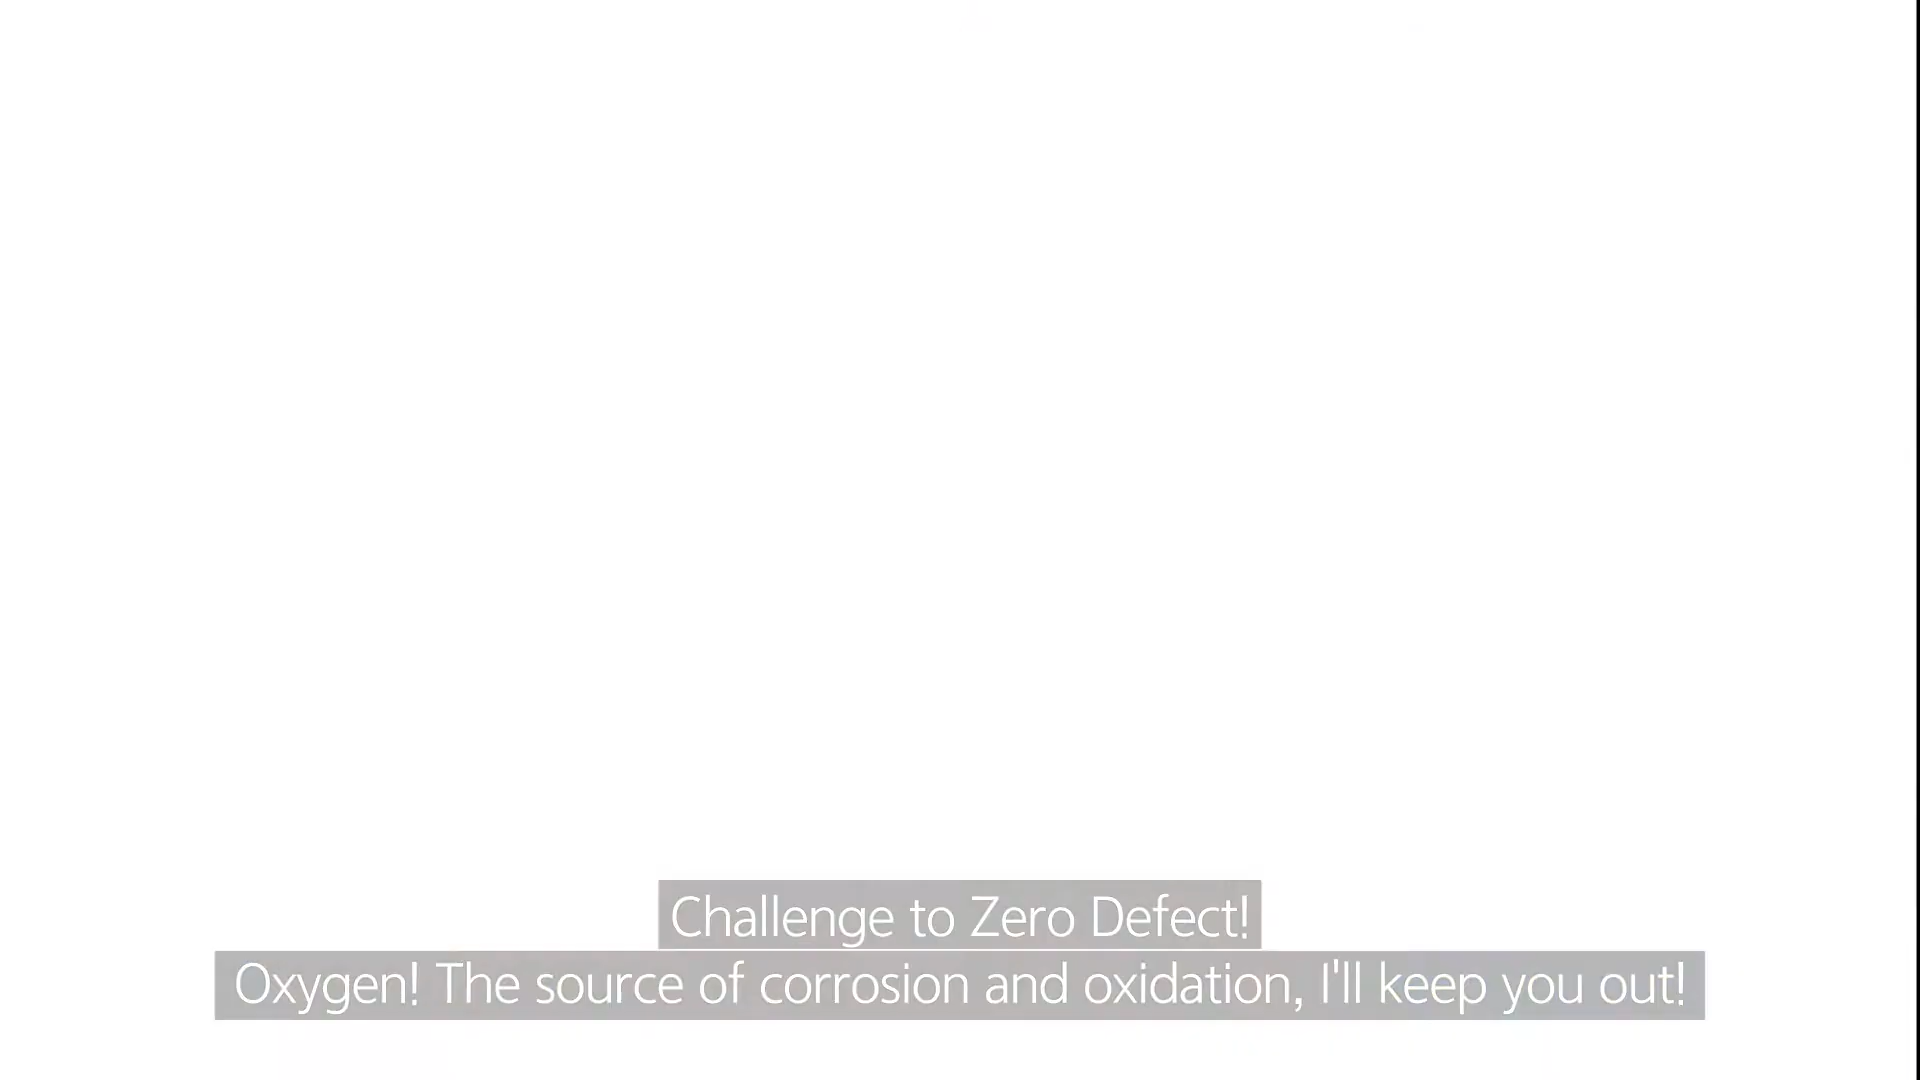 Challenge to Zero Defect!
Oxygen! The source of corrosion and oxidation, I'll keep you out!